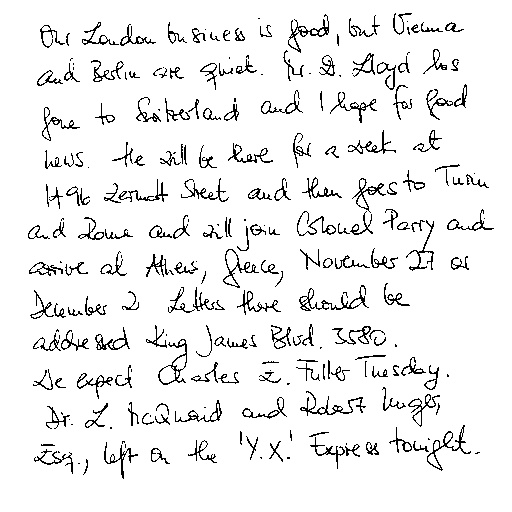 Our London business is good, but Vienna
and Berlin are quiet. Mr. D. Lloyd has
gone to Switzerland and I hope for good
news. He will be there for a week at
1496 Zermott Street and then goes to Turin
and Rome and will join Colonel Parry and
arrive at Athens, Greece, November 27 or
December 2. Letters there should be
addressed King James Blvd. 3580.
We expect Charles E. Fuller Tuesday.
Dr. L. McQuaid and Robert Unger,
Esq., left on the 'Y.X.' Express tonight.